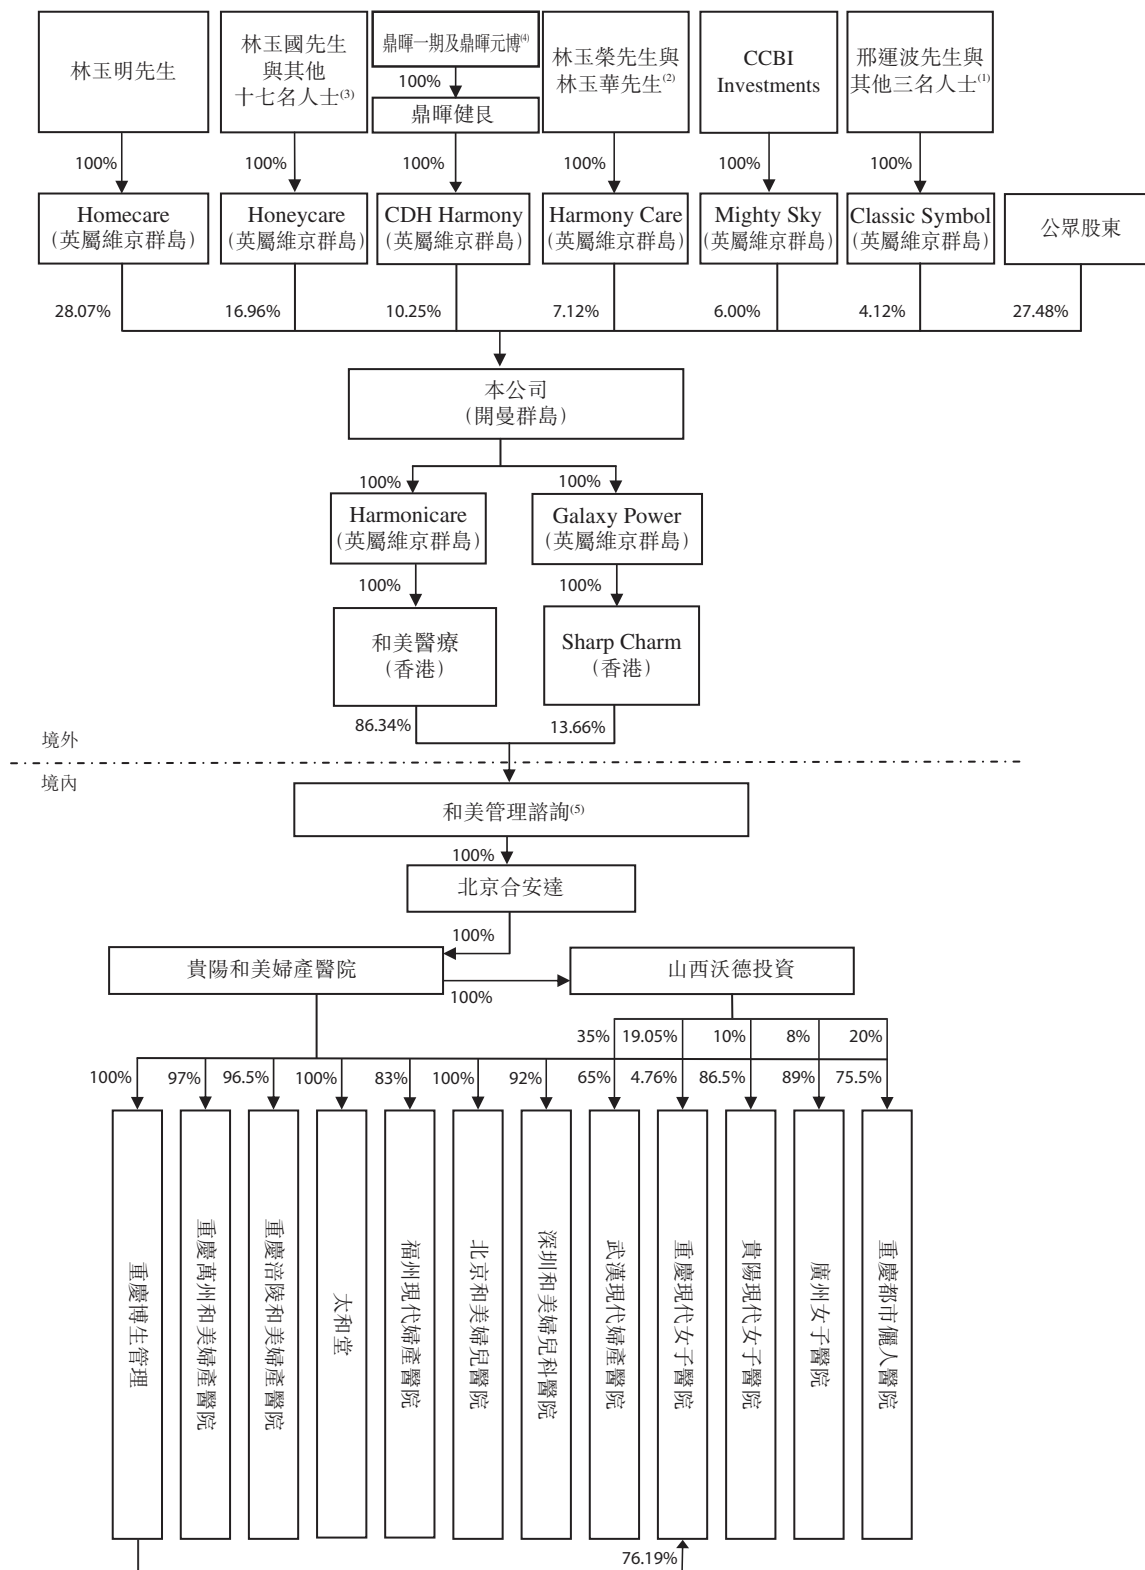 林玉明先生
林玉國先生
與其他
十七名人士(3)
鼎暉一期及鼎暉元博(4)
100%
鼎暉健艮
林玉榮先生與
林玉華先生(2)
CCBI
Investments
邢運波先生與
其他三名人士(1)
100%
100%
100%
100%
100%
100%
Homecare
(英屬維京群島)
Honeycare
(英屬維京群島)
CDH Harmony
(英屬維京群島)
Harmony Care
(英屬維京群島)
Mighty Sky
(英屬維京群島)
Classic Symbol
(英屬維京群島)
公眾股東
28.07%
16.96%
10.25%
7.12%
6.00%
4.12%
27.48%
本公司
(開曼群島)
100%
100%
Harmonicare
(英屬維京群島)
Galaxy Power
(英屬維京群島)
100%
100%
和美醫療
(香港)
Sharp Charm
(香港)
86.34%
13.66%
境外
境內
和美管理諮詢(5)
100%
北京合安達
100%
貴陽和美婦產醫院
100%
山西沃德投資
35%
19.05%
10%
8%
20%
100%
97%
96.5%
100%
83%
100%
92%
65%
4.76%
86.5%
89%
75.5%
重慶博生管理
重慶萬州和美婦產醫院
重慶涪陵和美婦產醫院
太和堂
福州現代婦產醫院
北京和美婦兒醫院
深圳和美婦兒科醫院
武漢現代婦產醫院
重慶現代女子醫院
貴陽現代女子醫院
廣州女子醫院
重慶都市儷人醫院
76.19%